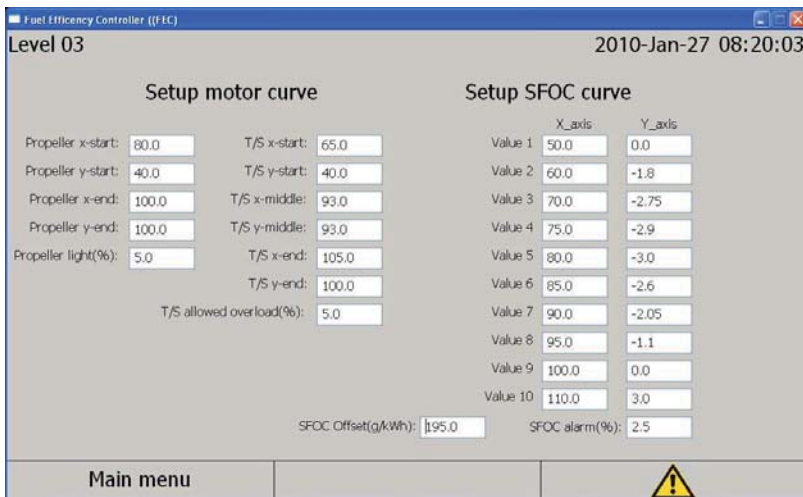 Fuel Efficency Controller ((FEC)
Level 03
2010-Jan-27 08:20:03
Setup motor curve
Propeller x-start: 80.0
Propeller y-start: 40.0
Propeller x-end: 100.0
Propeller y-end: 100.0
Propeller light(%): 5.0
T/S x-start: 65.0
T/S y-start: 40.0
T/S x-middle: 93.0
T/S y-middle: 93.0
T/S x-end: 105.0
T/S y-end: 100.0
T/S allowed overload(%): 5.0
Setup SFOC curve
X_axis Y_axis
Value 1 50.0 0.0
Value 2 60.0 -1.8
Value 3 70.0 -2.75
Value 4 75.0 -2.9
Value 5 80.0 -3.0
Value 6 85.0 -2.6
Value 7 90.0 -2.05
Value 8 95.0 -1.1
Value 9 100.0 0.0
Value 10 110.0 3.0
SFOC Offset(g/kWh): 195.0
SFOC alarm(%): 2.5
Main menu